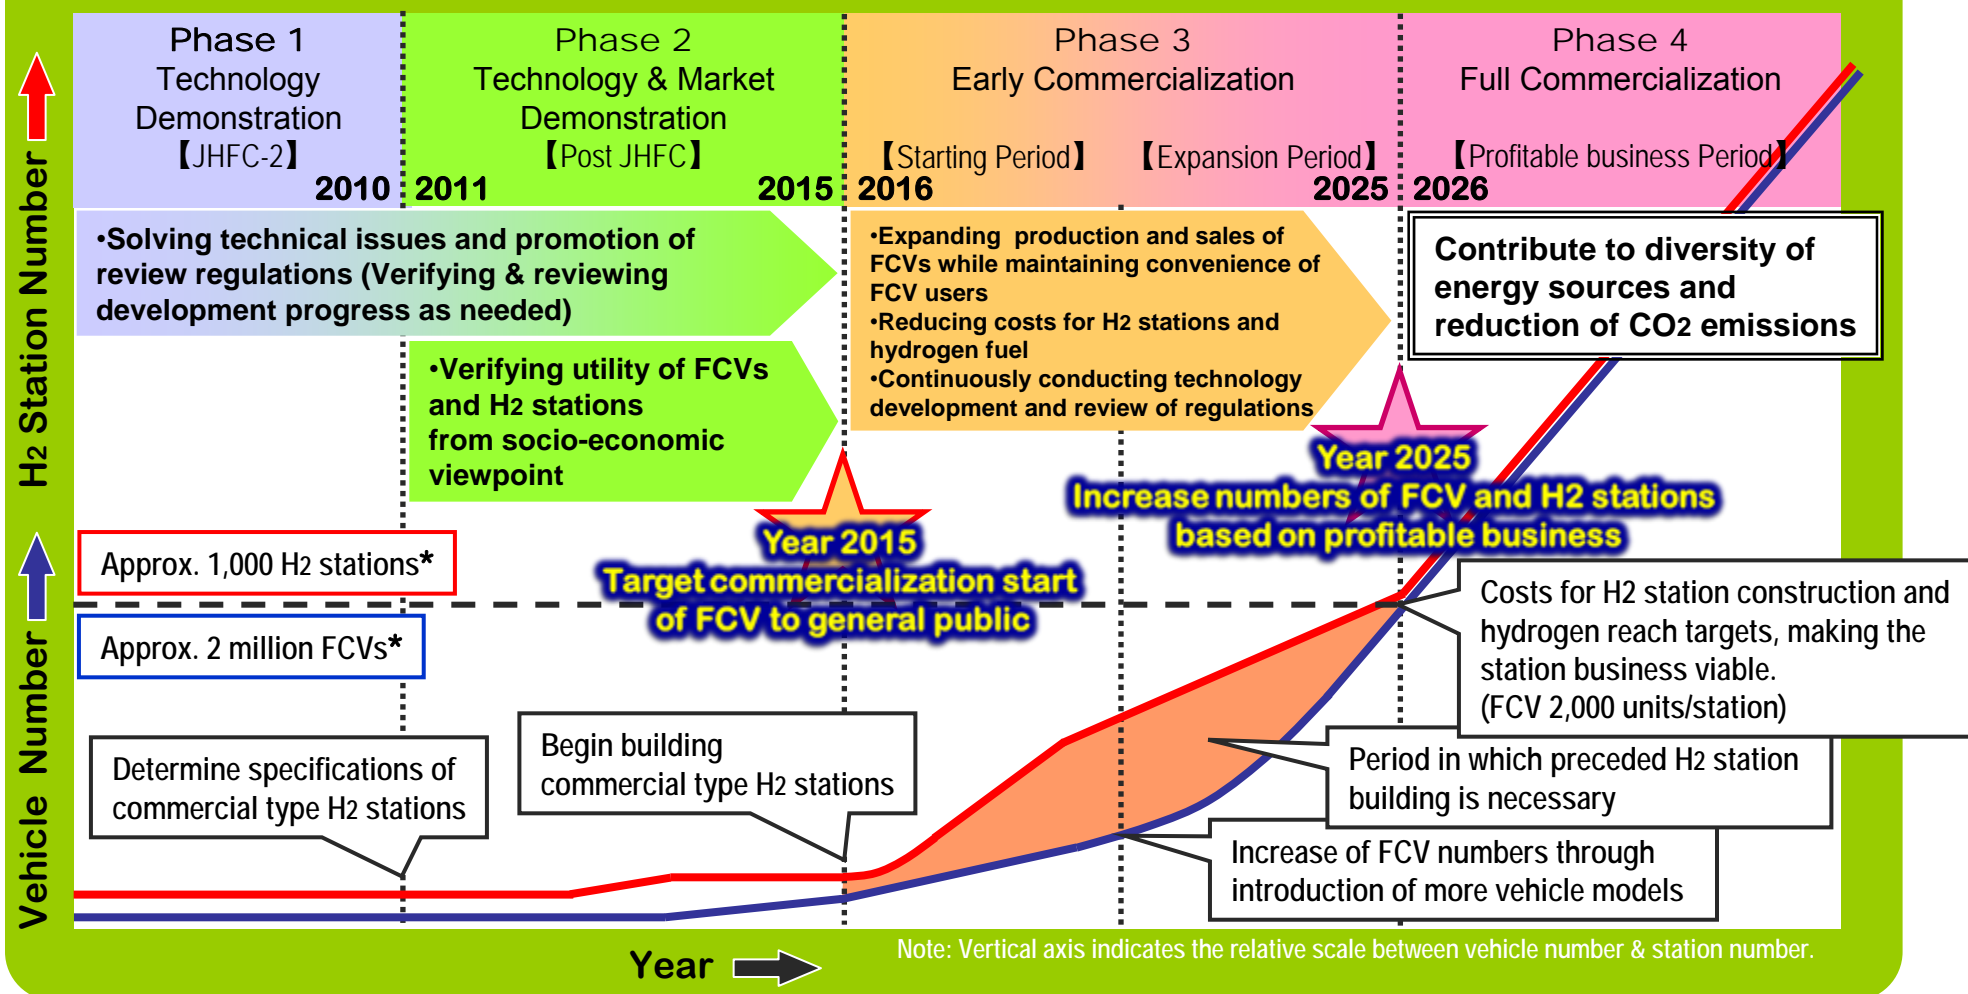 Phase 1
Technology
Demonstration
【JHFC-2】
2010
Phase 2
Technology & Market
Demonstration
【Post JHFC】
2011
2015
Phase 3
Early Commercialization
【Starting Period】
【Expansion Period】
2016
2025
Phase 4
Full Commercialization
【Profitable business Period】
2026
H2 Station Number
Vehicle Number
•Solving technical issues and promotion of
review regulations (Verifying & reviewing
development progress as needed)
•Verifying utility of FCVs
and H2 stations
from socio-economic
viewpoint
•Expanding production and sales of
FCVs while maintaining convenience of
FCV users
•Reducing costs for H2 stations and
hydrogen fuel
•Continuously conducting technology
development and review of regulations
Contribute to diversity of
energy sources and
reduction of CO2 emissions
Year 2015
Target commercialization start
of FCV to general public
Year 2025
Increase numbers of FCV and H2 stations
based on profitable business
Approx. 1,000 H2 stations*
Approx. 2 million FCVs*
Determine specifications of
commercial type H2 stations
Begin building
commercial type H2 stations
Costs for H2 station construction and
hydrogen reach targets, making the
station business viable.
(FCV 2,000 units/station)
Period in which preceded H2 station
building is necessary
Increase of FCV numbers through
introduction of more vehicle models
Note: Vertical axis indicates the relative scale between vehicle number & station number.
Year